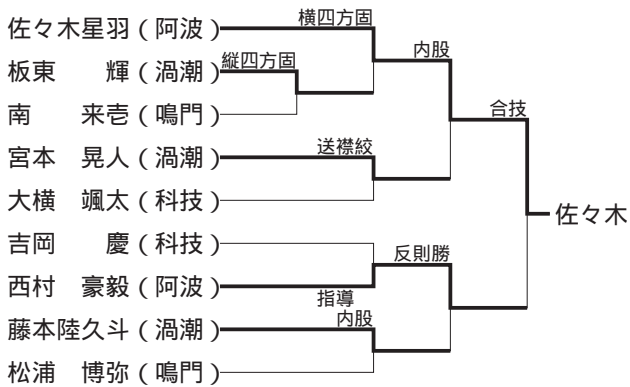 佐々木星羽(阿波)
板東　　輝(渦潮)
南　　来壱(鳴門)
宮本　晃人(渦潮)
大横　颯太(科技)
吉岡　　慶(科技)
西村　豪毅(阿波)
藤本陸久斗(渦潮)
松浦　博弥(鳴門)
横四方固
縦四方固
送襟絞
指導
内股
内股
反則勝
合技
佐々木